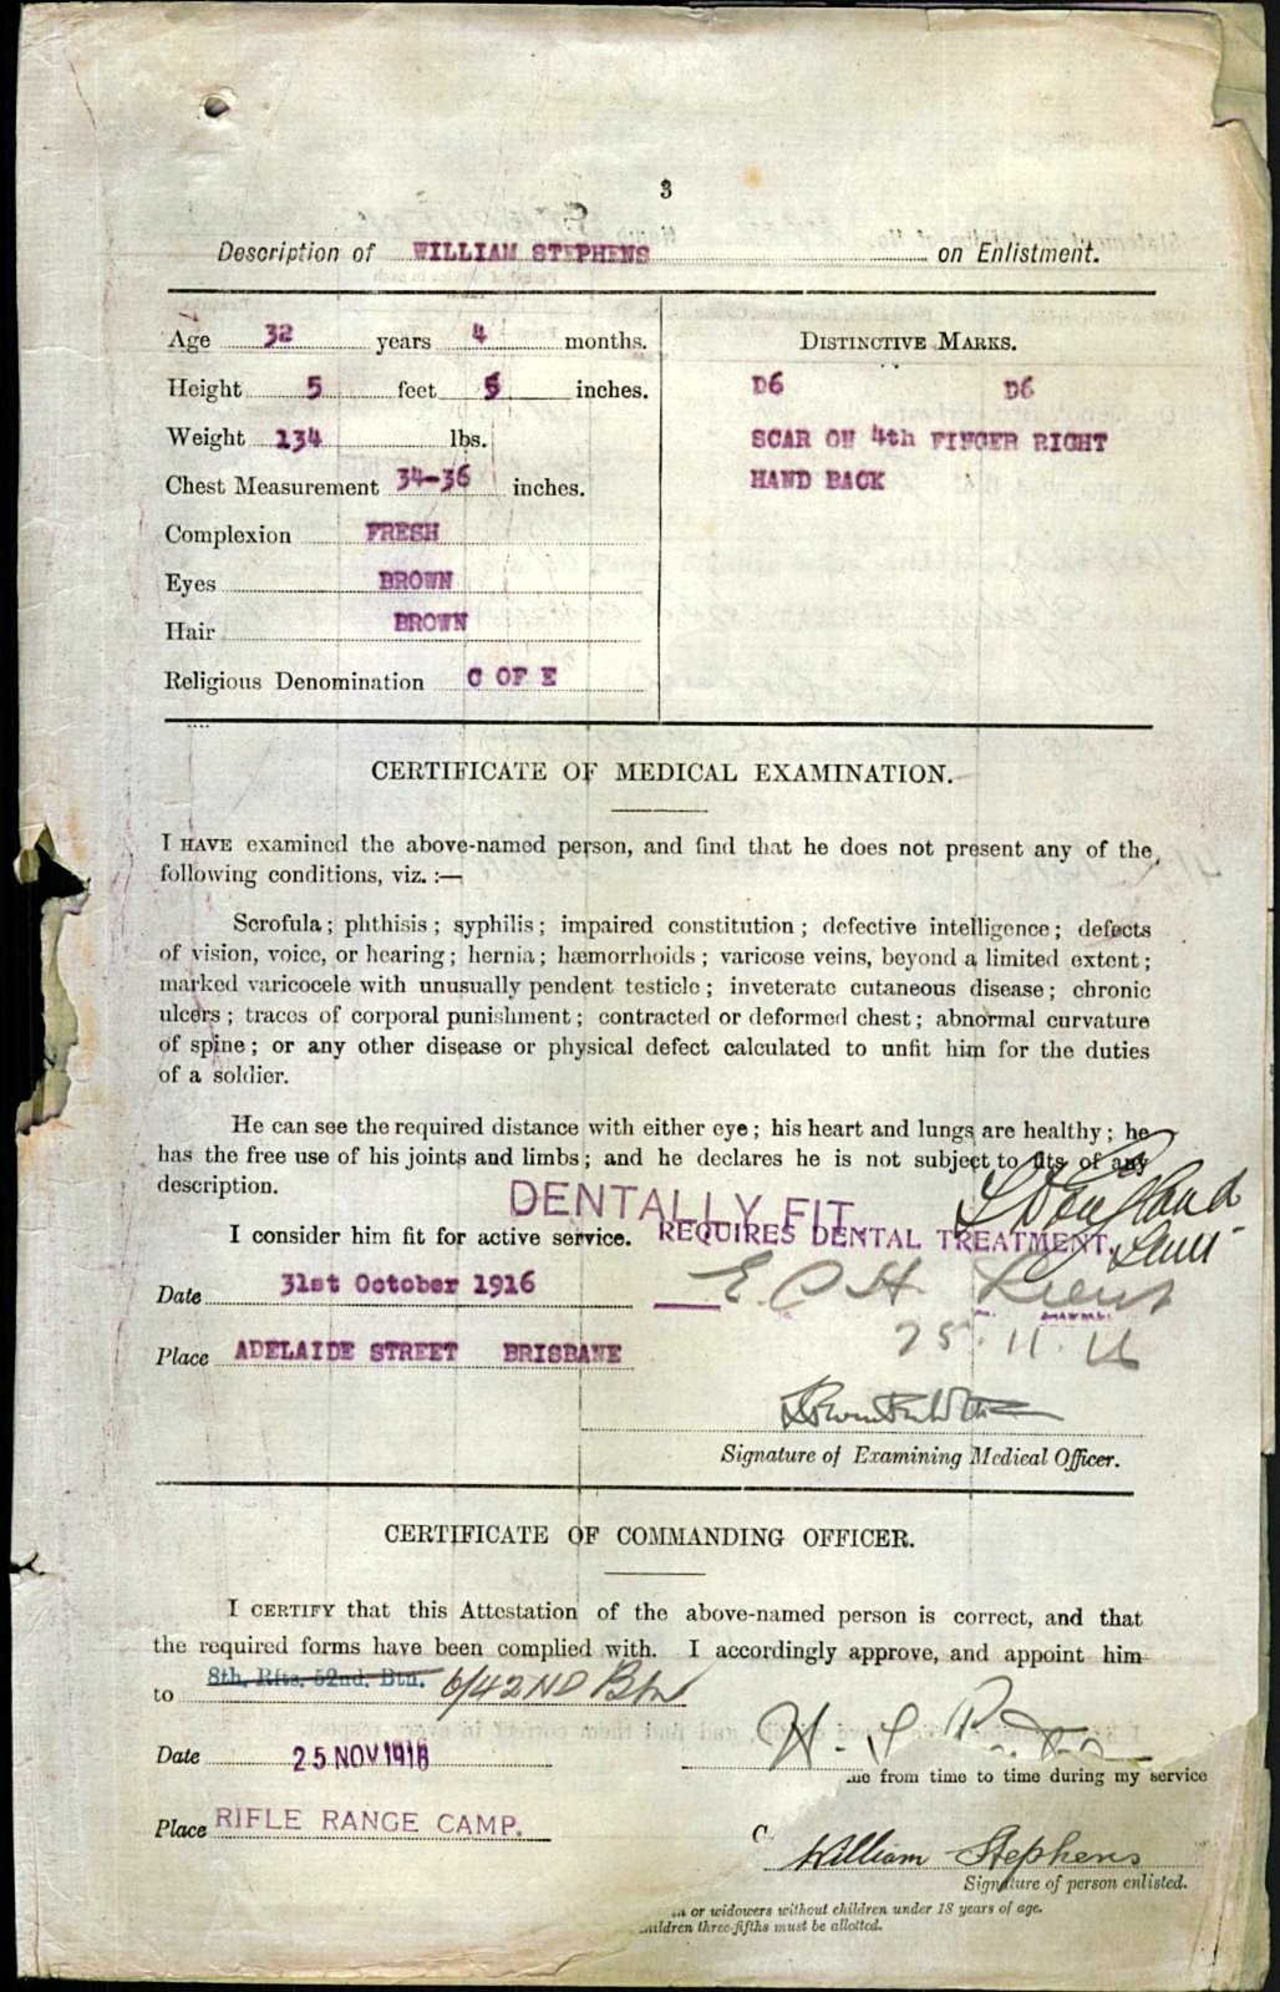 3
Description of WILLIAM STEPHENS on Enlistment.
Age 32 years 4 months.
Height 5 feet 5 inches.
Weight 134 lbs.
Chest Measurement 34-36 inches.
Complexion FRESH
Eyes BROWN
Hair BROWN
Religious Denomination C OF E
DISTINCTIVE MARKS.
D6 D6
SCAR ON 4th FINGER RIGHT
HAND BACK
CERTIFICATE OF MEDICAL EXAMINATION.
I HAVE examined the above-named person, and find that he does not present any of the
following conditions, viz. :—
Scrofula; phthisis; syphilis; impaired constitution; defective intelligence; defects
of vision, voice, or hearing; hernia; hæmorrhoids; varicose veins, beyond a limited extent;
marked varicocele with unusually pendent testicle; inveterate cutaneous disease; chronic
ulcers; traces of corporal punishment; contracted or deformed chest; abnormal curvature
of spine; or any other disease or physical defect calculated to unfit him for the duties
of a soldier.
He can see the required distance with either eye; his heart and lungs are healthy; he
has the free use of his joints and limbs; and he declares he is not subject to fits of any
description.
DENTALLY FIT
I consider him fit for active service. REQUIRES DENTAL TREATMENT.
Date 31st October 1916
E. C. H.
25.11.16
Place ADELAIDE STREET BRISBANE
Signature of Examining Medical Officer.
CERTIFICATE OF COMMANDING OFFICER.
I CERTIFY that this Attestation of the above-named person is correct, and that
the required forms have been complied with. I accordingly approve, and appoint him
8th. Rfts. 52nd. Btn. 6/42ND Btn
to
Date 25 NOV 1916
me from time to time during my service
Place RIFLE RANGE CAMP.
C
William Stephens
Signature of person enlisted.
or widowers without children under 18 years of age.
children three-fifths must be allotted.